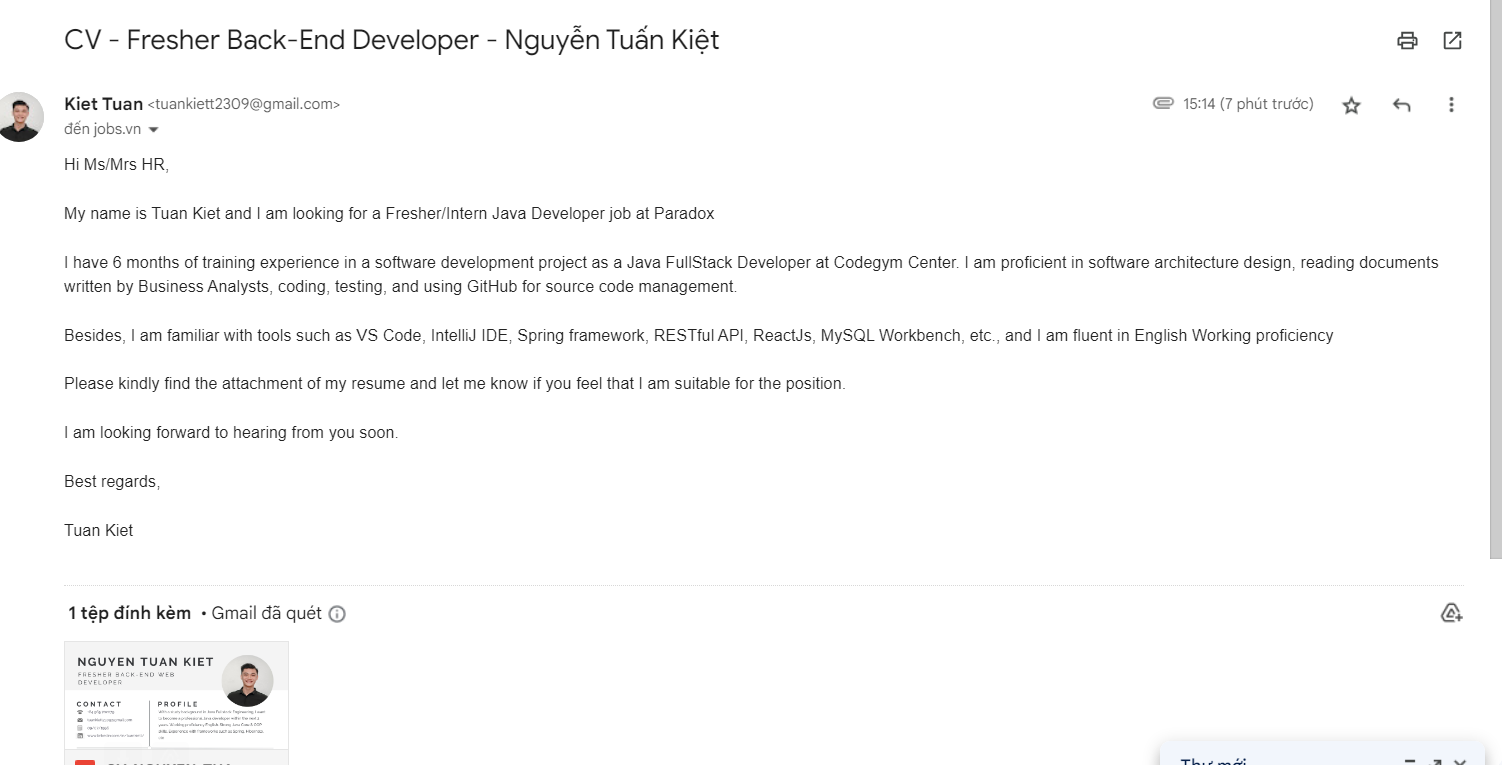 CV - Fresher Back-End Developer - Nguyễn Tuấn Kiệt
Kiet Tuan <tuankiett2309@gmail.com>
15:14 (7 phút trước)
đến jobs.vn
Hi Ms/Mrs HR,
My name is Tuan Kiet and I am looking for a Fresher/Intern Java Developer job at Paradox
I have 6 months of training experience in a software development project as a Java FullStack Developer at Codegym Center. I am proficient in software architecture design, reading documents
written by Business Analysts, coding, testing, and using GitHub for source code management.
Besides, I am familiar with tools such as VS Code, IntelliJ IDE, Spring framework, RESTful API, ReactJs, MySQL Workbench, etc., and I am fluent in English Working proficiency
Please kindly find the attachment of my resume and let me know if you feel that I am suitable for the position.
I am looking forward to hearing from you soon.
Best regards,
Tuan Kiet
1 tệp đính kèm • Gmail đã quét
NGUYEN TUAN KIET
FRESHER BACK-END WEB
DEVELOPER
CONTACT
PROFILE
Thư mới